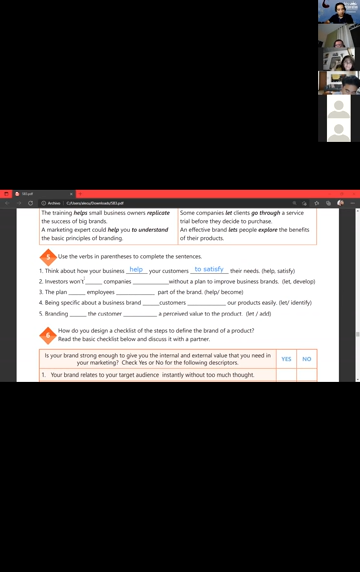 SB3.pdf
Archivo | C:/Users/alexa/Downloads/SB3.pdf
The training helps small business owners replicate
the success of big brands.
A marketing expert could help you to understand
the basic principles of branding.
Some companies let clients go through a service
trial before they decide to purchase.
An effective brand lets people explore the benefits
of their products.
5 Use the verbs in parentheses to complete the sentences.
1. Think about how your business help your customers to satisfy their needs. (help, satisfy)
2. Investors won't ______ companies ____________ without a plan to improve business brands. (let, develop)
3. The plan ______ employees ____________ part of the brand. (help/ become)
4. Being specific about a business brand ______ customers ____________ our products easily. (let/ identify)
5. Branding ______ the customer ____________ a perceived value to the product. (let / add)
6 How do you design a checklist of the steps to define the brand of a product?
Read the basic checklist below and discuss it with a partner.
Is your brand strong enough to give you the internal and external value that you need in
your marketing? Check Yes or No for the following descriptors.
YES NO
1. Your brand relates to your target audience instantly without too much thought.